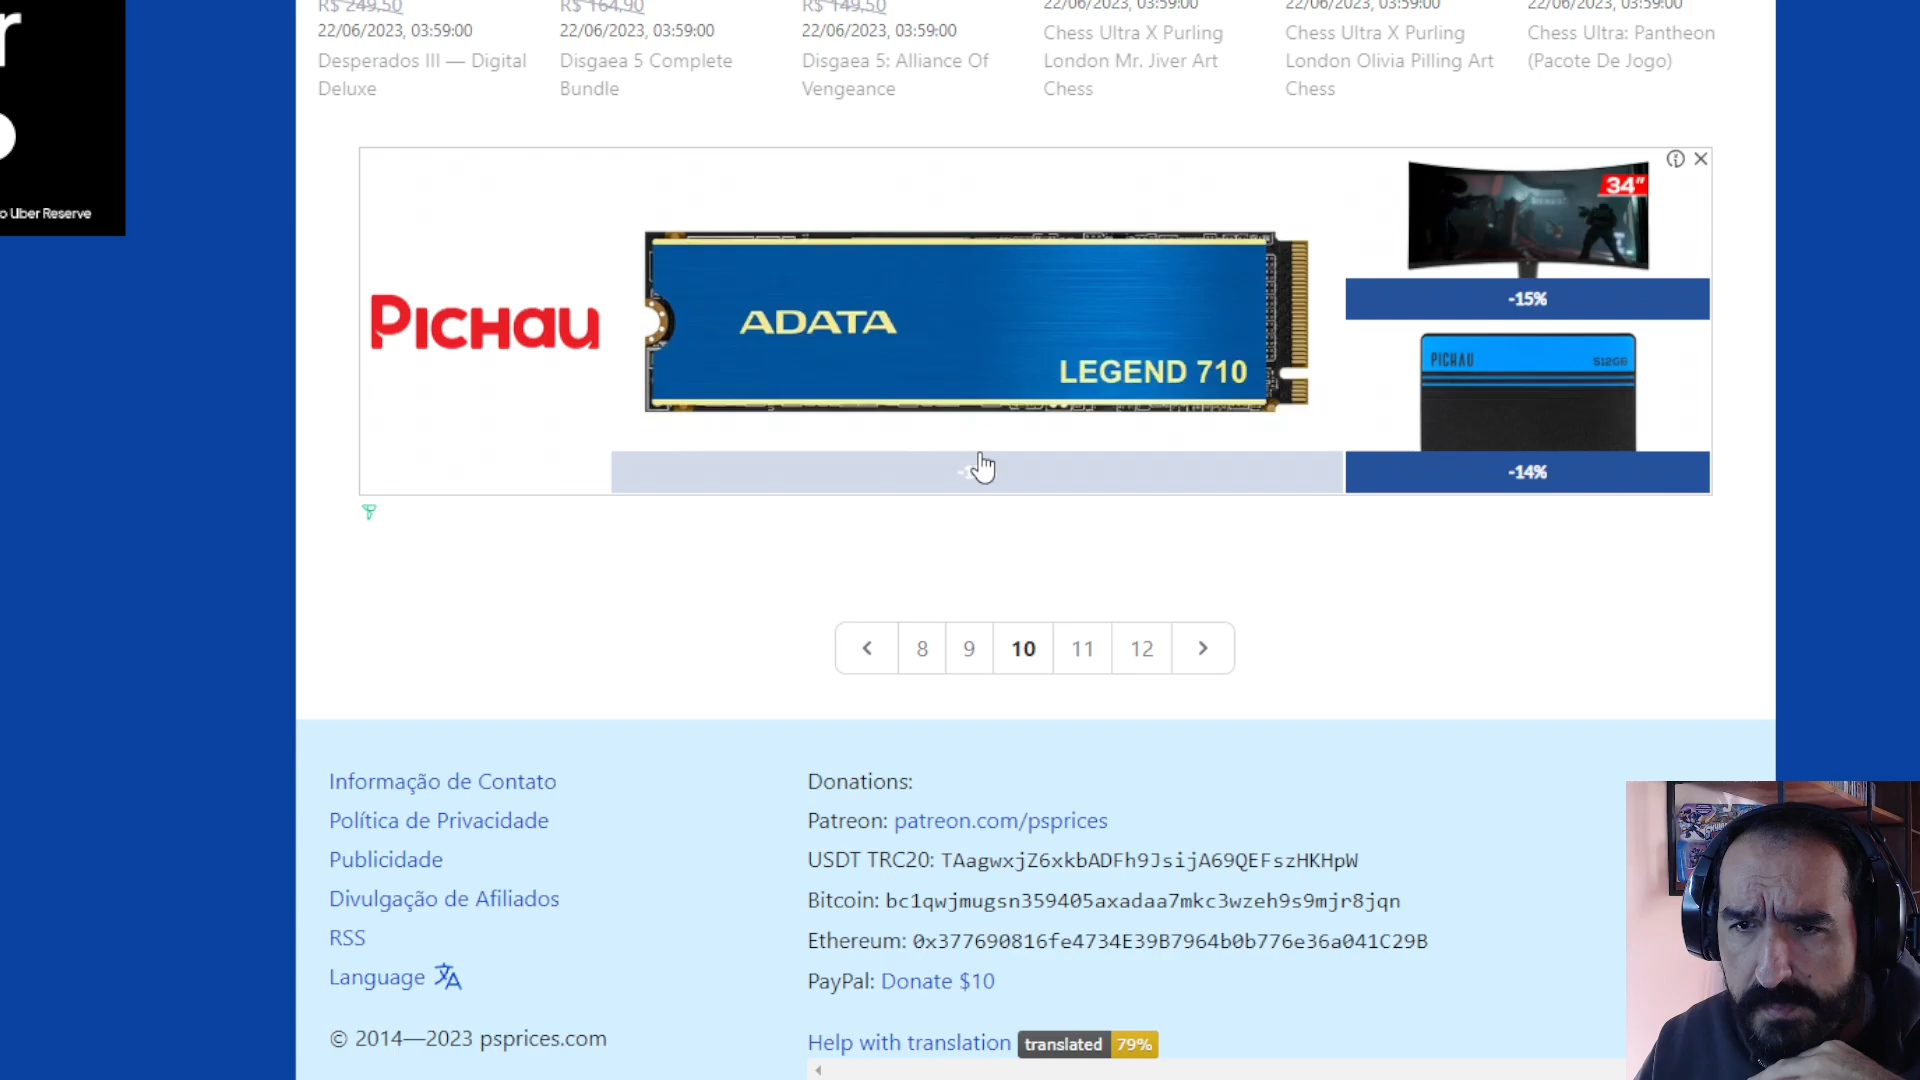 R$ 249,50
22/06/2023, 03:59:00
Desperados III — Digital
Deluxe
R$ 164,90
22/06/2023, 03:59:00
Disgaea 5 Complete
Bundle
R$ 149,50
22/06/2023, 03:59:00
Disgaea 5: Alliance Of
Vengeance
22/06/2023, 03:59:00
Chess Ultra X Purling
London Mr. Jiver Art
Chess
22/06/2023, 03:59:00
Chess Ultra X Purling
London Olivia Pilling Art
Chess
22/06/2023, 03:59:00
Chess Ultra: Pantheon
(Pacote De Jogo)
o Uber Reserve
PICHAU
ADATA
LEGEND 710
34"
-15%
PICHAU
512GB
-14%
8
9
10
11
12
Informação de Contato
Política de Privacidade
Publicidade
Divulgação de Afiliados
RSS
Language
© 2014—2023 psprices.com
Donations:
Patreon: patreon.com/psprices
USDT TRC20: TAagwxjZ6xkbADFh9JsijA69QEFszHKHpW
Bitcoin: bc1qwjmugsn359405axadaa7mkc3wzeh9s9mjr8jqn
Ethereum: 0x377690816fe4734E39B7964b0b776e36a041C29B
PayPal: Donate $10
Help with translation translated 79%